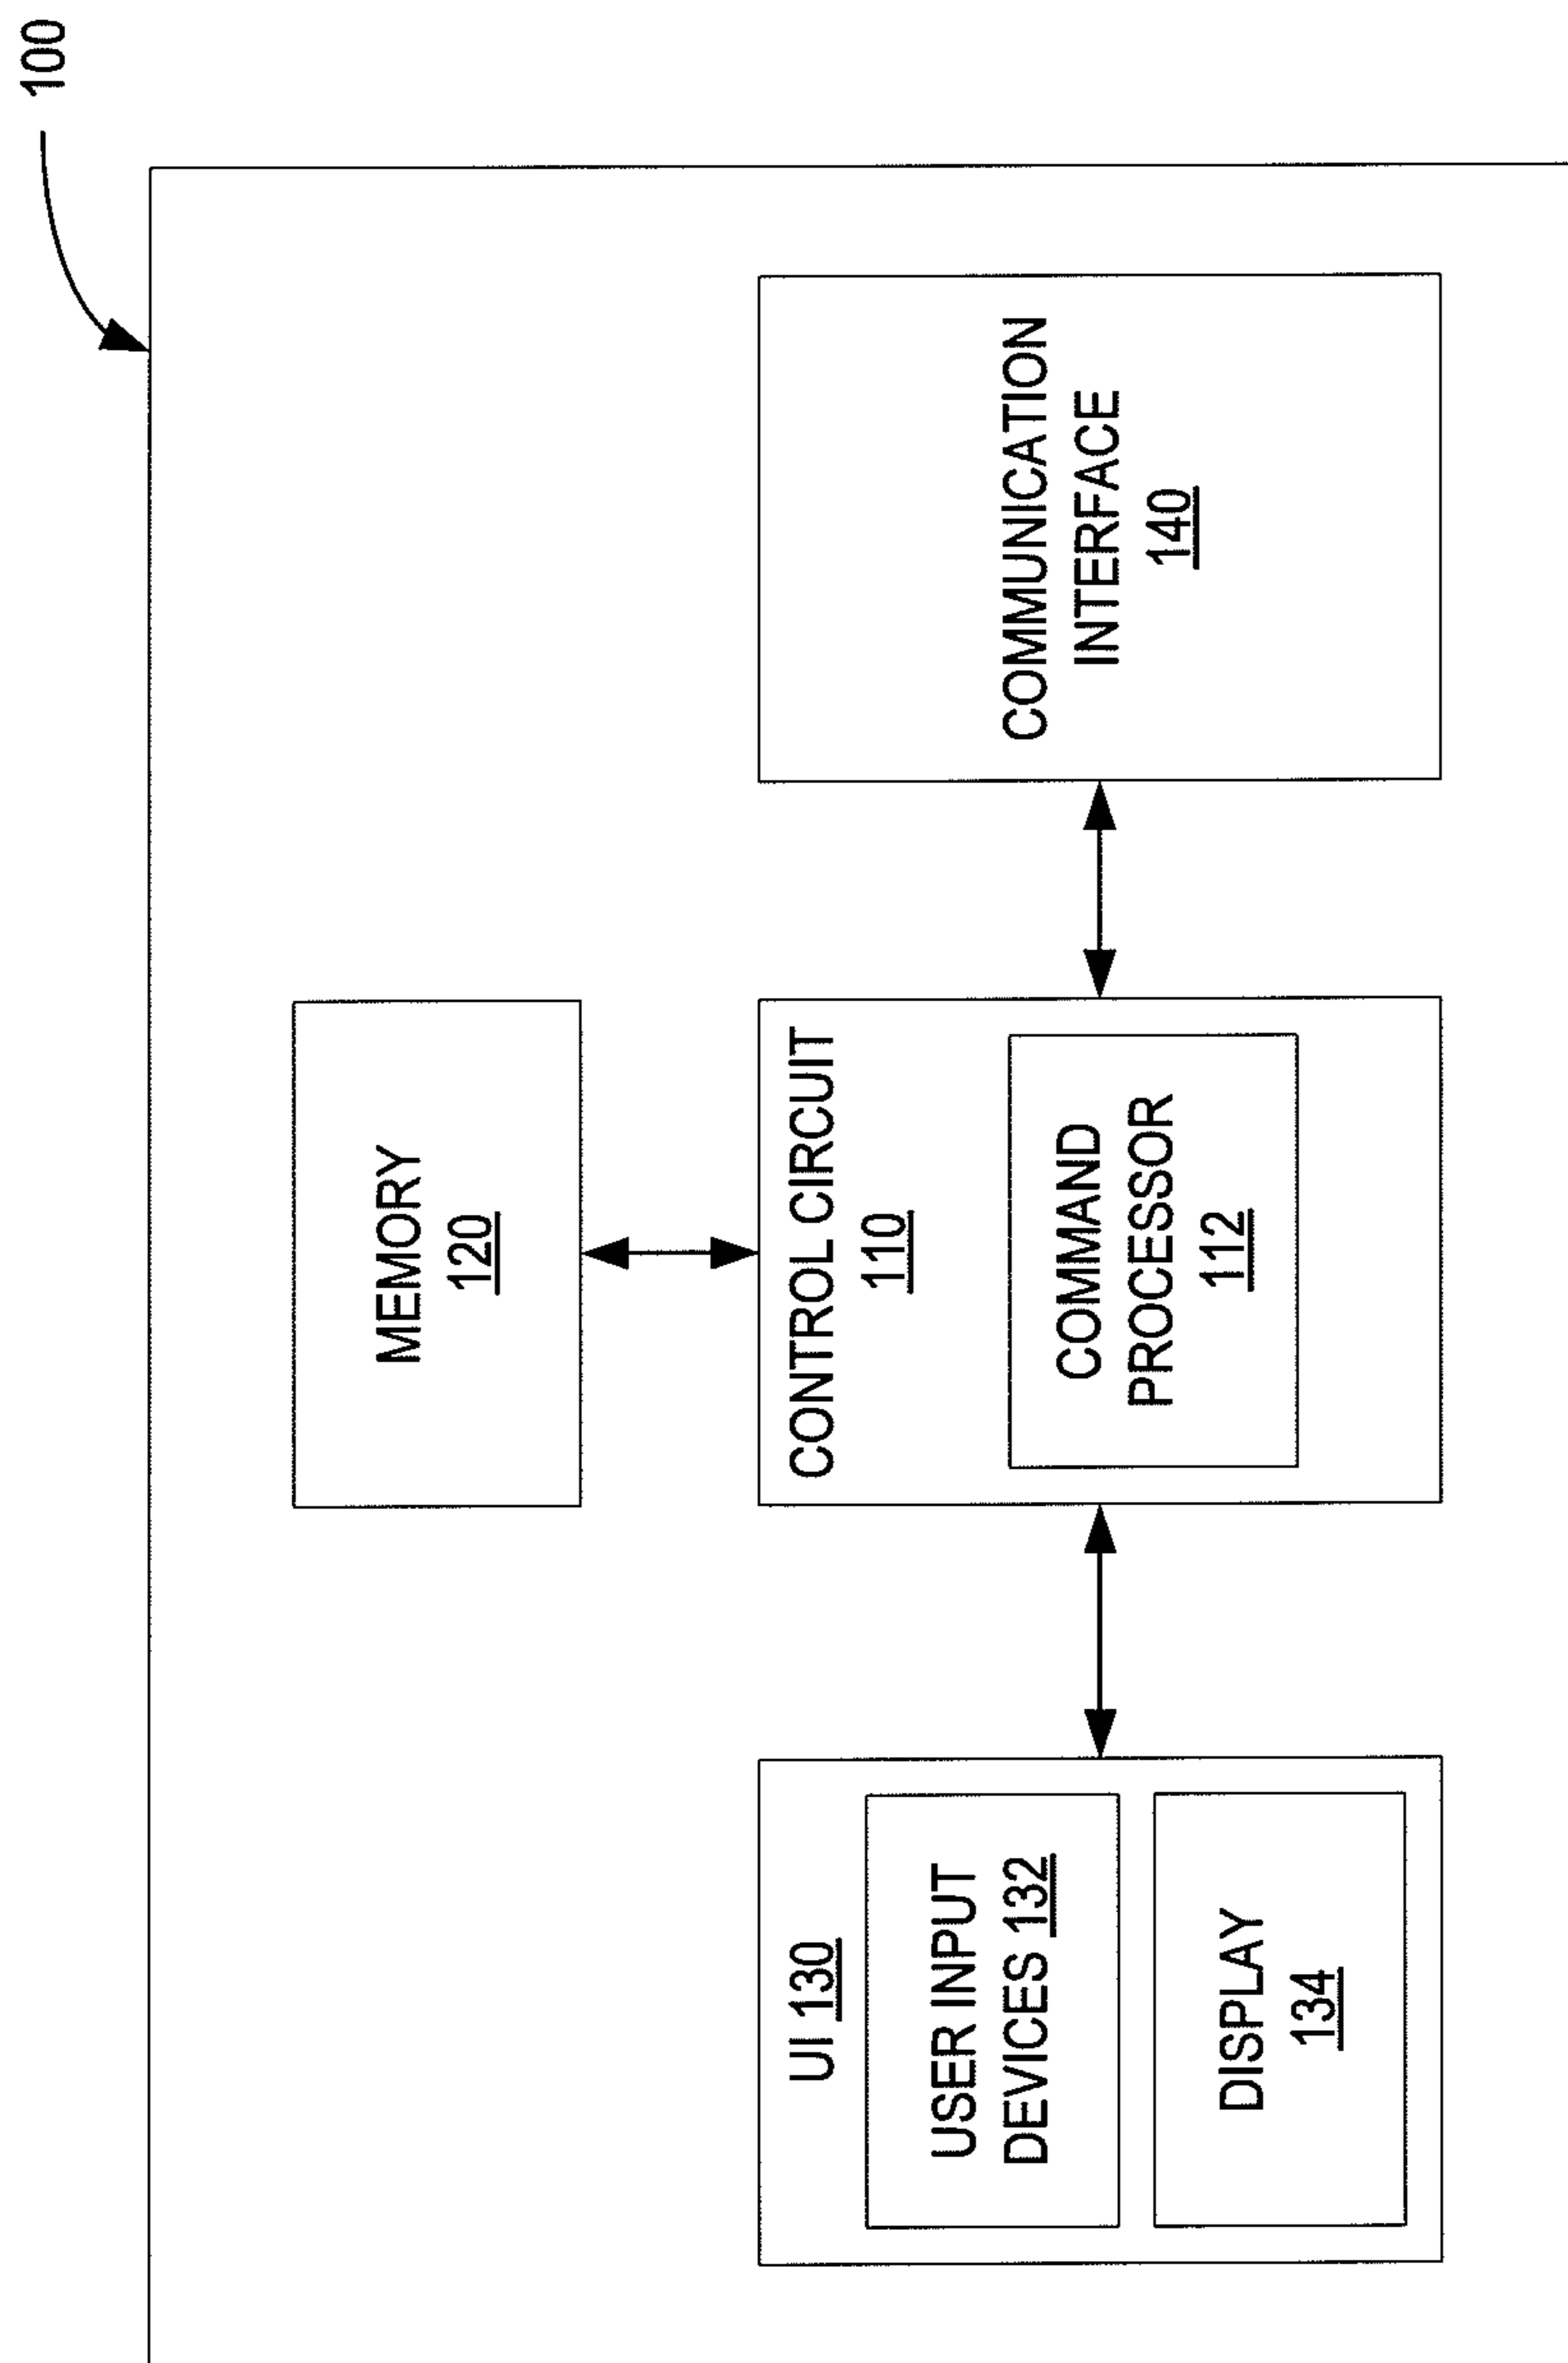 100
MEMORY
120
UI 130
USER INPUT
DEVICES 132
DISPLAY
134
CONTROL CIRCUIT
110
COMMAND
PROCESSOR
112
COMMUNICATION
INTERFACE
140